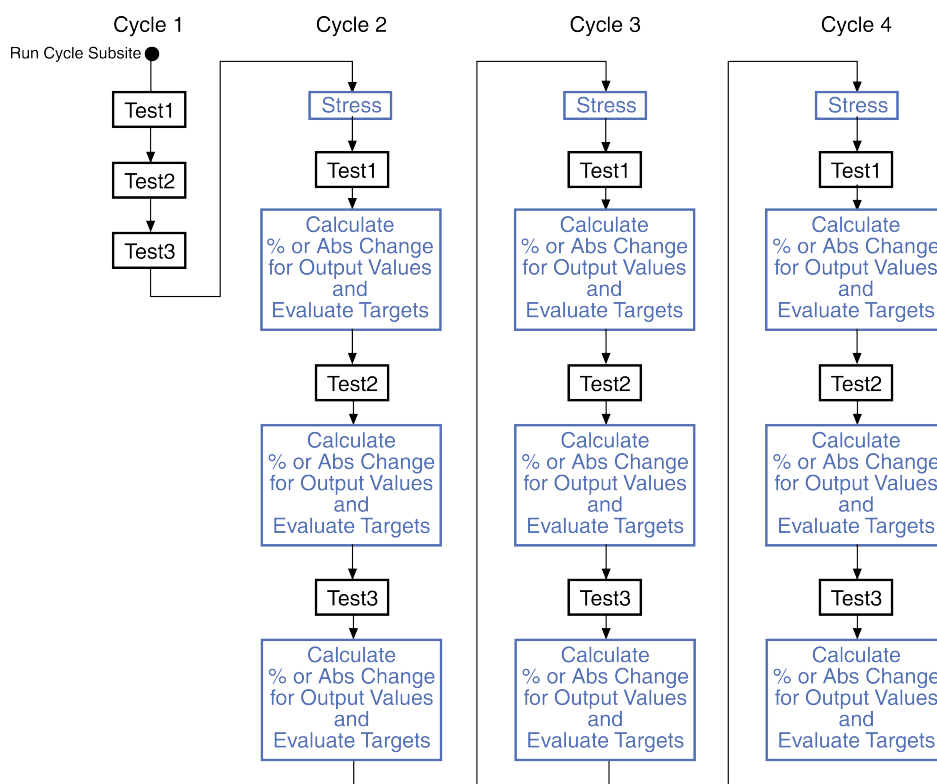 Cycle 1
Run Cycle Subsite
Test1
Test2
Test3
Cycle 2
Stress
Test1
Calculate
% or Abs Change
for Output Values
and
Evaluate Targets
Test2
Calculate
% or Abs Change
for Output Values
and
Evaluate Targets
Test3
Calculate
% or Abs Change
for Output Values
and
Evaluate Targets
Cycle 3
Stress
Test1
Calculate
% or Abs Change
for Output Values
and
Evaluate Targets
Test2
Calculate
% or Abs Change
for Output Values
and
Evaluate Targets
Test3
Calculate
% or Abs Change
for Output Values
and
Evaluate Targets
Cycle 4
Stress
Test1
Calculate
% or Abs Change
for Output Values
and
Evaluate Targets
Test2
Calculate
% or Abs Change
for Output Values
and
Evaluate Targets
Test3
Calculate
% or Abs Change
for Output Values
and
Evaluate Targets